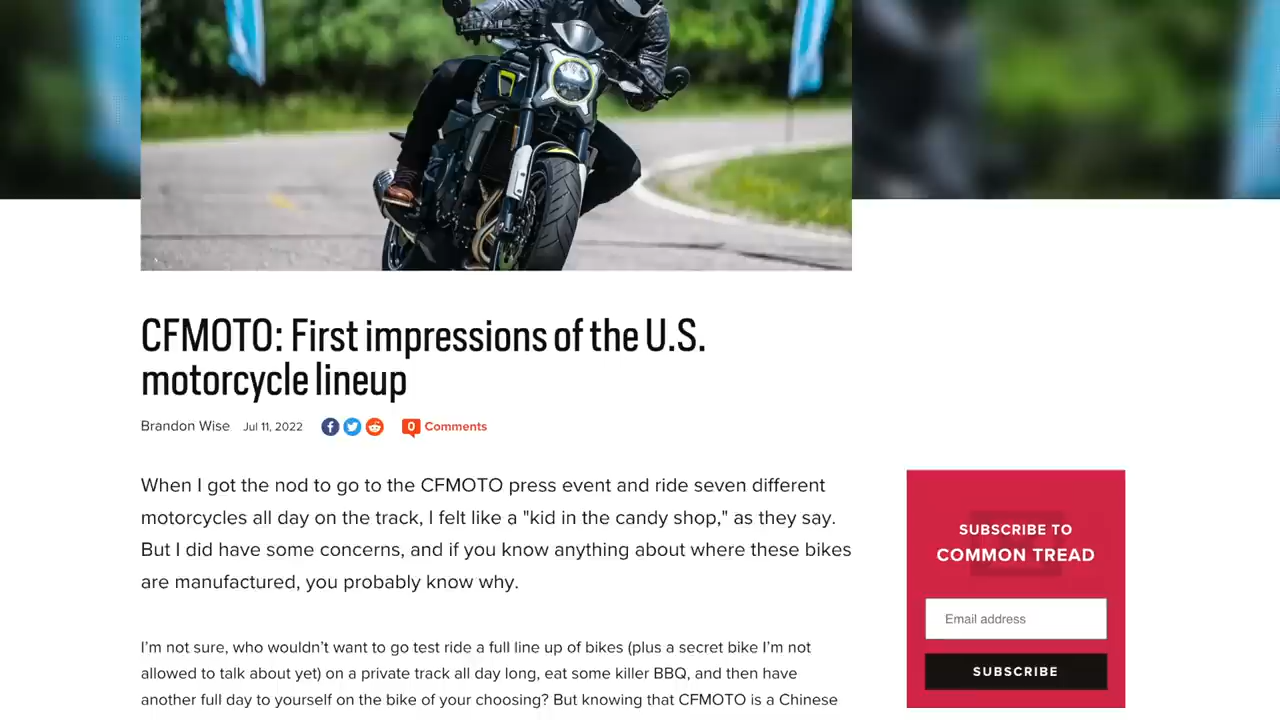 CFMOTO: First impressions of the U.S.
motorcycle lineup
Brandon Wise Jul 11, 2022 0 Comments
When I got the nod to go to the CFMOTO press event and ride seven different
motorcycles all day on the track, I felt like a "kid in the candy shop," as they say.
But I did have some concerns, and if you know anything about where these bikes
are manufactured, you probably know why.
I'm not sure, who wouldn't want to go test ride a full line up of bikes (plus a secret bike I'm not
allowed to talk about yet) on a private track all day long, eat some killer BBQ, and then have
another full day to yourself on the bike of your choosing? But knowing that CFMOTO is a Chinese
SUBSCRIBE TO
COMMON TREAD
Email address
SUBSCRIBE